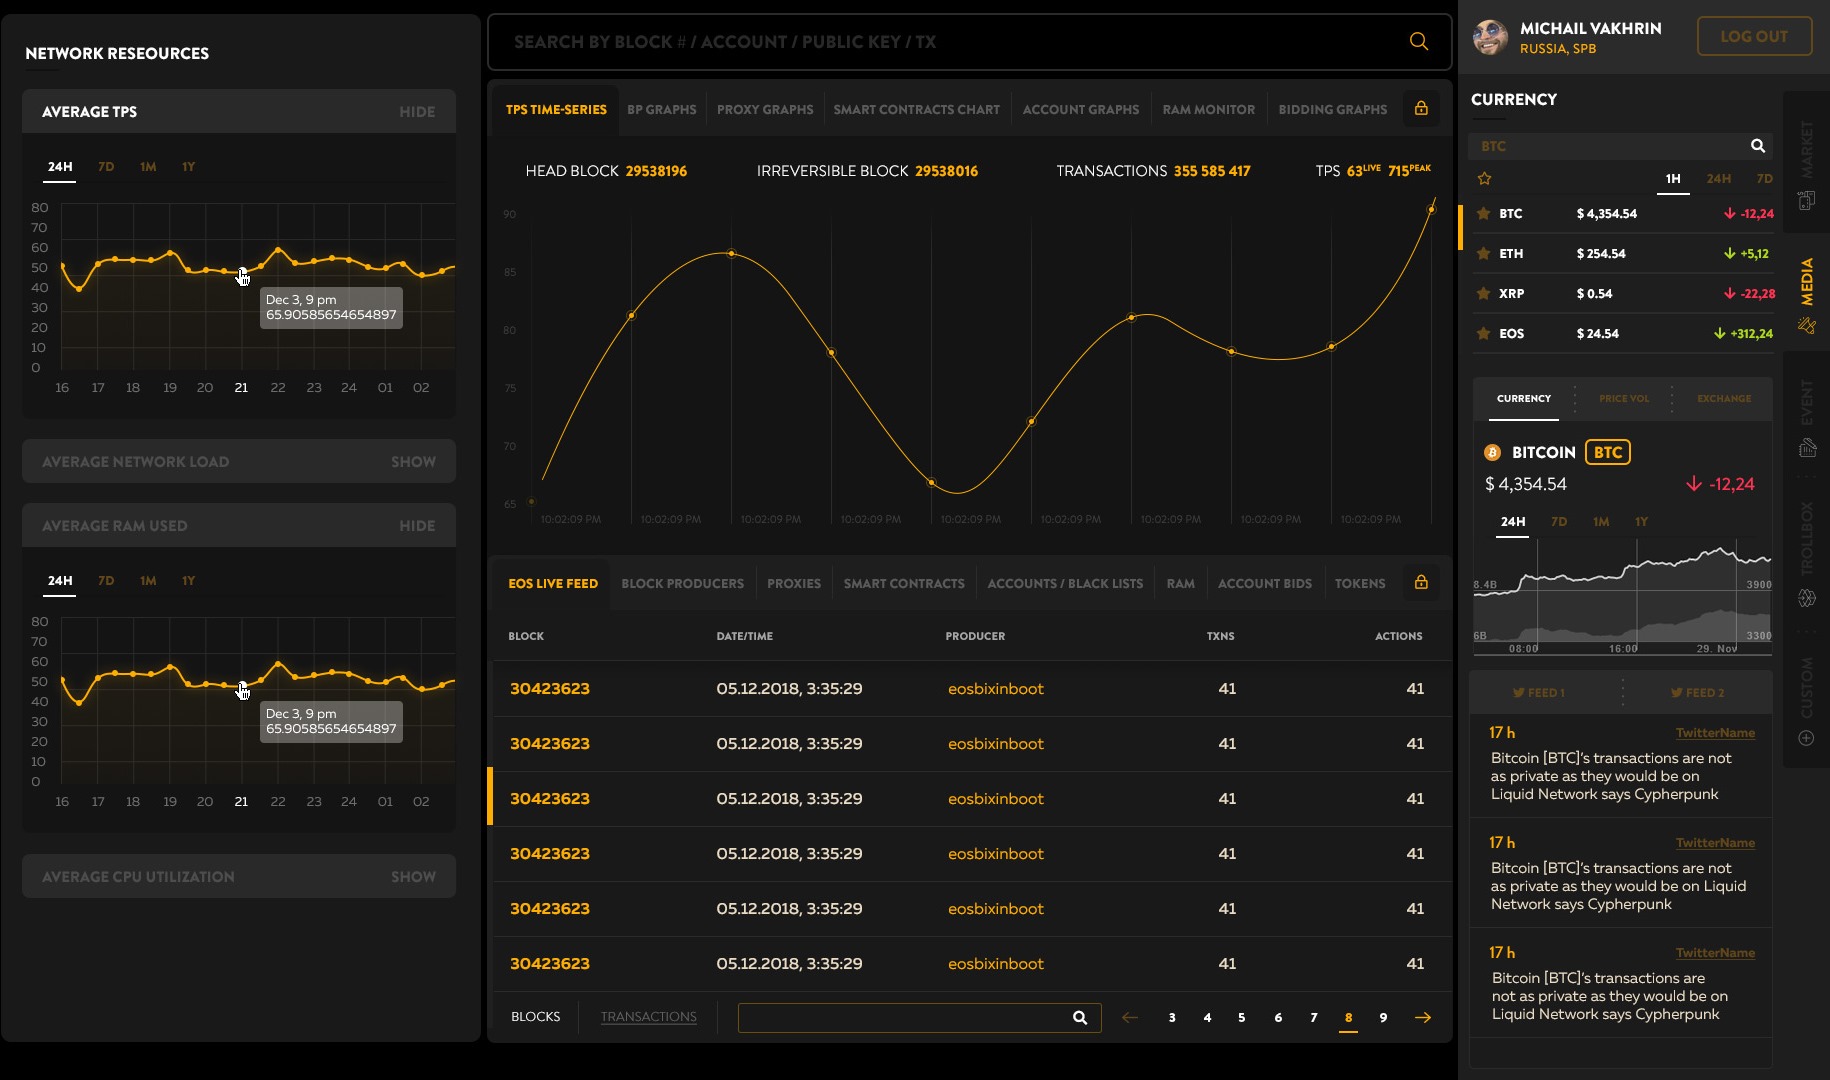 NETWORK RESEOURCES
AVERAGE TPS HIDE
24H 7D 1M 1Y
80
70
60
50
40
30
20
10
0
Dec 3, 9 pm
65.90585654654897
16 17 18 19 20 21 22 23 24 01 02
AVERAGE NETWORK LOAD SHOW
AVERAGE RAM USED HIDE
24H 7D 1M 1Y
80
70
60
50
40
30
20
10
0
Dec 3, 9 pm
65.90585654654897
16 17 18 19 20 21 22 23 24 01 02
AVERAGE CPU UTILIZATION SHOW
SEARCH BY BLOCK # / ACCOUNT / PUBLIC KEY / TX
TPS TIME-SERIES BP GRAPHS PROXY GRAPHS SMART CONTRACTS CHART ACCOUNT GRAPHS RAM MONITOR BIDDING GRAPHS
HEAD BLOCK 29538196 IRREVERSIBLE BLOCK 29538016 TRANSACTIONS 355 585 417 TPS 63 LIVE 715 PEAK
90
85
80
75
70
65
10:02:09 PM 10:02:09 PM 10:02:09 PM 10:02:09 PM 10:02:09 PM 10:02:09 PM 10:02:09 PM 10:02:09 PM 10:02:09 PM
EOS LIVE FEED BLOCK PRODUCERS PROXIES SMART CONTRACTS ACCOUNTS / BLACK LISTS RAM ACCOUNT BIDS TOKENS
BLOCK DATE/TIME PRODUCER TXNS ACTIONS
30423623 05.12.2018, 3:35:29 eosbixinboot 41 41
30423623 05.12.2018, 3:35:29 eosbixinboot 41 41
30423623 05.12.2018, 3:35:29 eosbixinboot 41 41
30423623 05.12.2018, 3:35:29 eosbixinboot 41 41
30423623 05.12.2018, 3:35:29 eosbixinboot 41 41
30423623 05.12.2018, 3:35:29 eosbixinboot 41 41
BLOCKS TRANSACTIONS 3 4 5 6 7 8 9
MICHAIL VAKHRIN
RUSSIA, SPB
LOG OUT
CURRENCY
BTC
1H 24H 7D
BTC $ 4,354.54 -12,24
ETH $ 254.54 +5,12
XRP $ 0.54 -22,28
EOS $ 24.54 +312,24
CURRENCY PRICE VOL EXCHANGE
BITCOIN BTC
$ 4,354.54 -12,24
24H 7D 1M 1Y
8.4B 3900
6B 3300
08:00 16:00 29. Nov
FEED 1 FEED 2
17 h TwitterName
Bitcoin [BTC]'s transactions are not
as private as they would be on
Liquid Network says Cypherpunk
17 h TwitterName
Bitcoin [BTC]'s transactions are not
as private as they would be on Liquid
Network says Cypherpunk
17 h TwitterName
Bitcoin [BTC]'s transactions are
not as private as they would be on
Liquid Network says Cypherpunk
MARKET
MEDIA
EVENT
TROLLBOX
CUSTOM